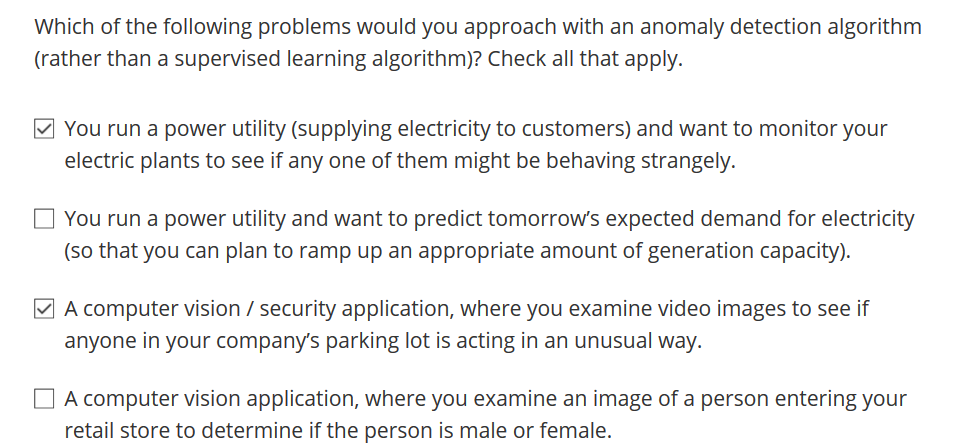 Which of the following problems would you approach with an anomaly detection algorithm
(rather than a supervised learning algorithm)? Check all that apply.
You run a power utility (supplying electricity to customers) and want to monitor your
electric plants to see if any one of them might be behaving strangely.
You run a power utility and want to predict tomorrow’s expected demand for electricity
(so that you can plan to ramp up an appropriate amount of generation capacity).
A computer vision / security application, where you examine video images to see if
anyone in your company’s parking lot is acting in an unusual way.
A computer vision application, where you examine an image of a person entering your
retail store to determine if the person is male or female.